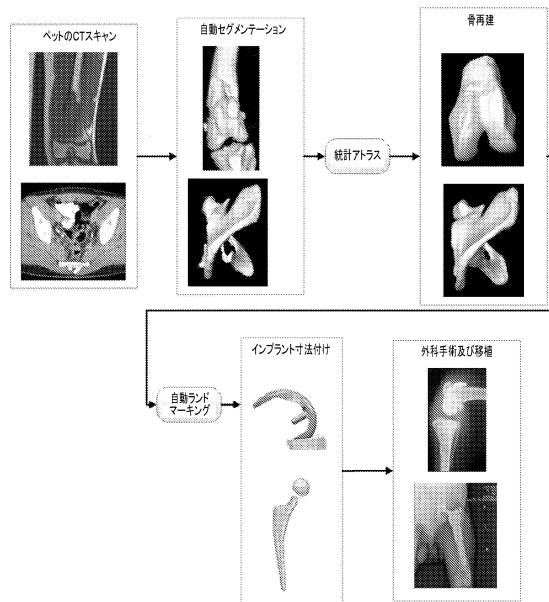 ペットのCTスキャン
自動セグメンテーション
統計アトラス
骨再建
自動ランド
マーキング
インプラント寸法付け
外科手術及び移植